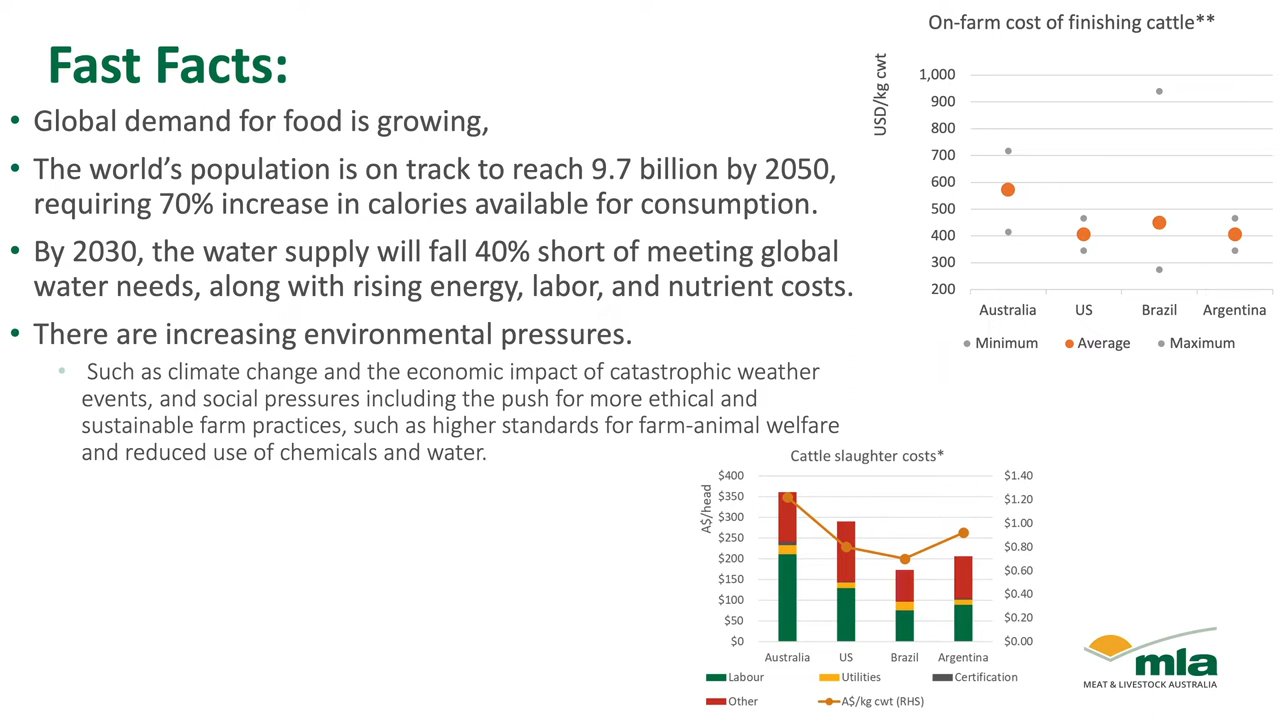 Fast Facts:
• Global demand for food is growing,
• The world’s population is on track to reach 9.7 billion by 2050,
requiring 70% increase in calories available for consumption.
• By 2030, the water supply will fall 40% short of meeting global
water needs, along with rising energy, labor, and nutrient costs.
• There are increasing environmental pressures.
• Such as climate change and the economic impact of catastrophic weather
events, and social pressures including the push for more ethical and
sustainable farm practices, such as higher standards for farm-animal welfare
and reduced use of chemicals and water.
On-farm cost of finishing cattle**
USD/kg cwt
1,000
900
800
700
600
500
400
300
200
Australia US Brazil Argentina
Minimum Average Maximum
Cattle slaughter costs*
A$/head
$400 $1.40
$350 $1.20
$300 $1.00
$250 $0.80
$200 $0.60
$150 $0.40
$100 $0.20
$50 $0.00
$0
Australia US Brazil Argentina
Labour Utilities Certification
Other A$/kg cwt (RHS)
mla
MEAT & LIVESTOCK AUSTRALIA